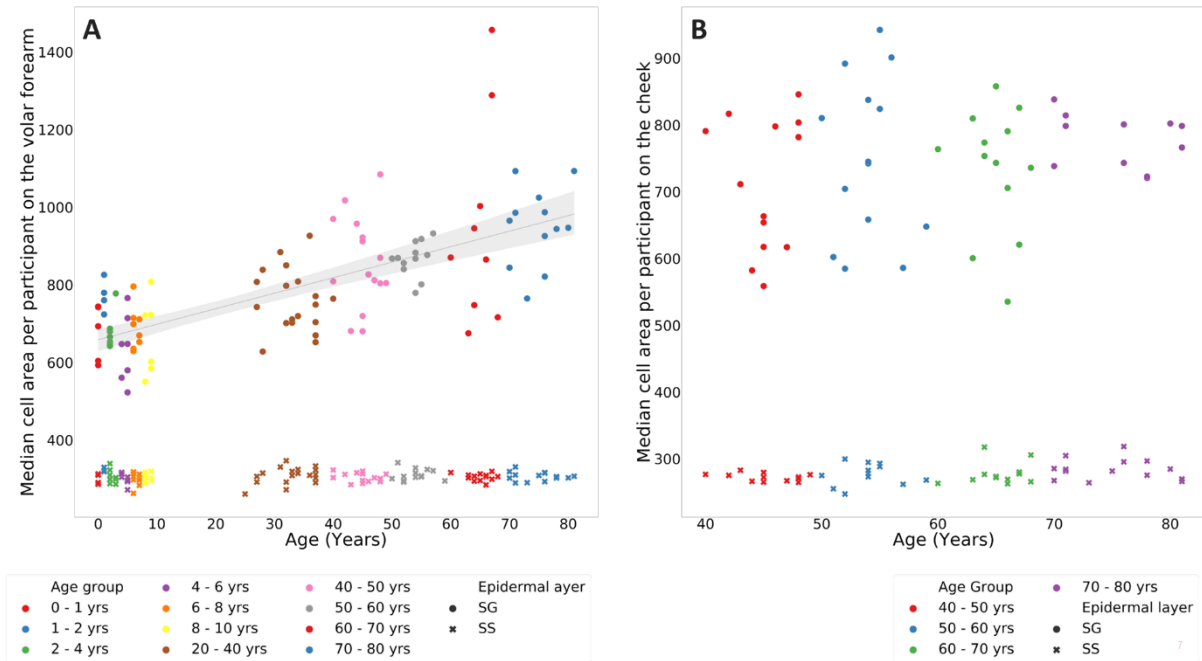 A
Median cell area per participant on the volar forearm
1400
1200
1000
800
600
400
0 10 20 30 40 50 60 70 80
Age (Years)
B
Median cell area per participant on the cheek
900
800
700
600
500
400
300
40 50 60 70 80
Age (Years)
Age group
0 - 1 yrs
1 - 2 yrs
2 - 4 yrs
4 - 6 yrs
6 - 8 yrs
8 - 10 yrs
20 - 40 yrs
40 - 50 yrs
50 - 60 yrs
60 - 70 yrs
70 - 80 yrs
Epidermal ayer
SG
SS
Age Group
40 - 50 yrs
50 - 60 yrs
60 - 70 yrs
70 - 80 yrs
Epidermal layer
SG
SS
7